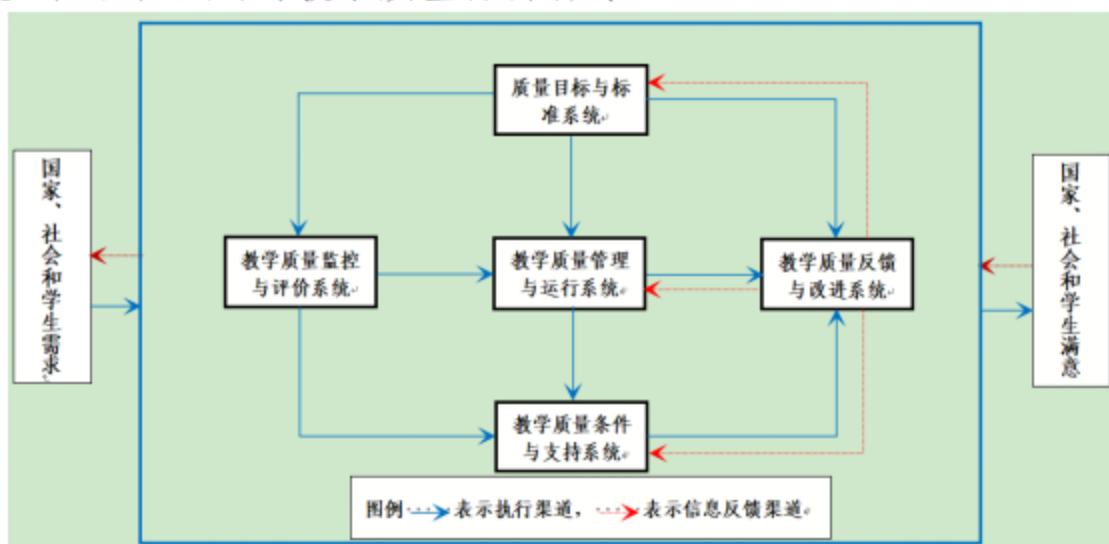 质量目标与标
准系统
国家、社会和学生需求
教学质量监控
与评价系统
教学质量管理
与运行系统
教学质量反馈
与改进系统
国家、社会和学生满意
教学质量条件
与支持系统
图例·····表示执行渠道，·····表示信息反馈渠道